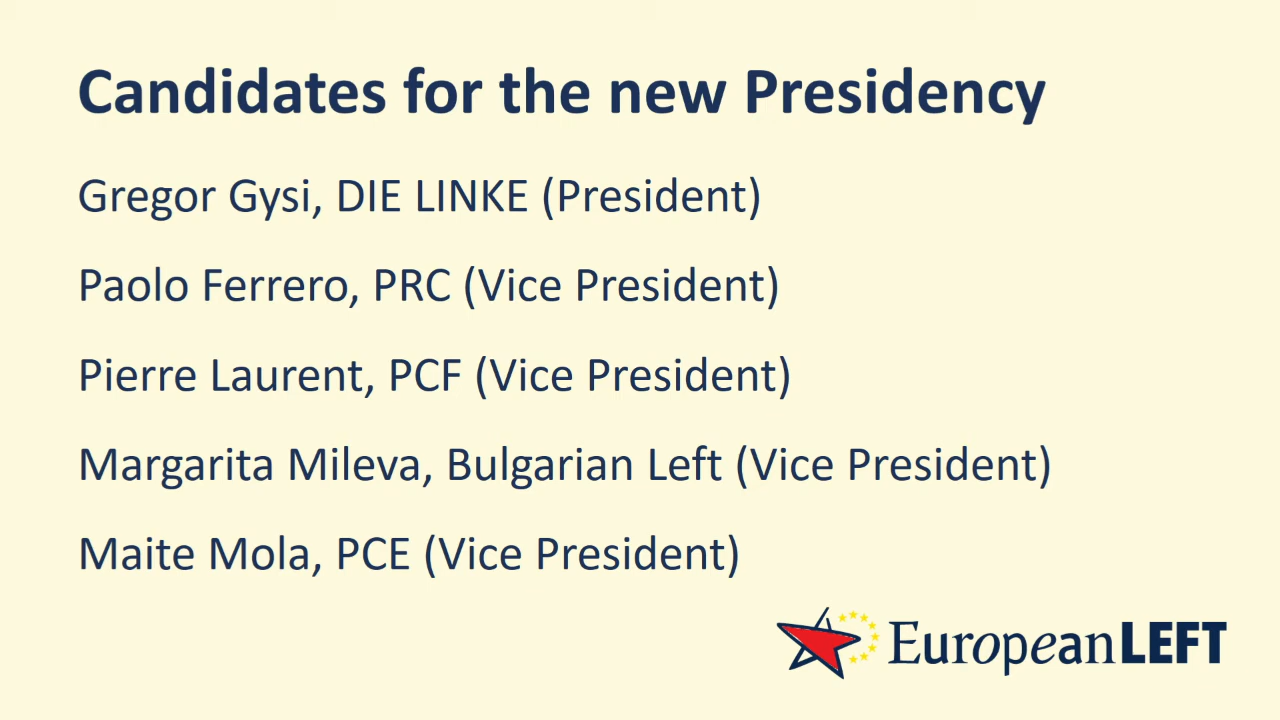 Candidates for the new Presidency
Gregor Gysi, DIE LINKE (President)
Paolo Ferrero, PRC (Vice President)
Pierre Laurent, PCF (Vice President)
Margarita Mileva, Bulgarian Left (Vice President)
Maite Mola, PCE (Vice President)
EuropeanLEFT